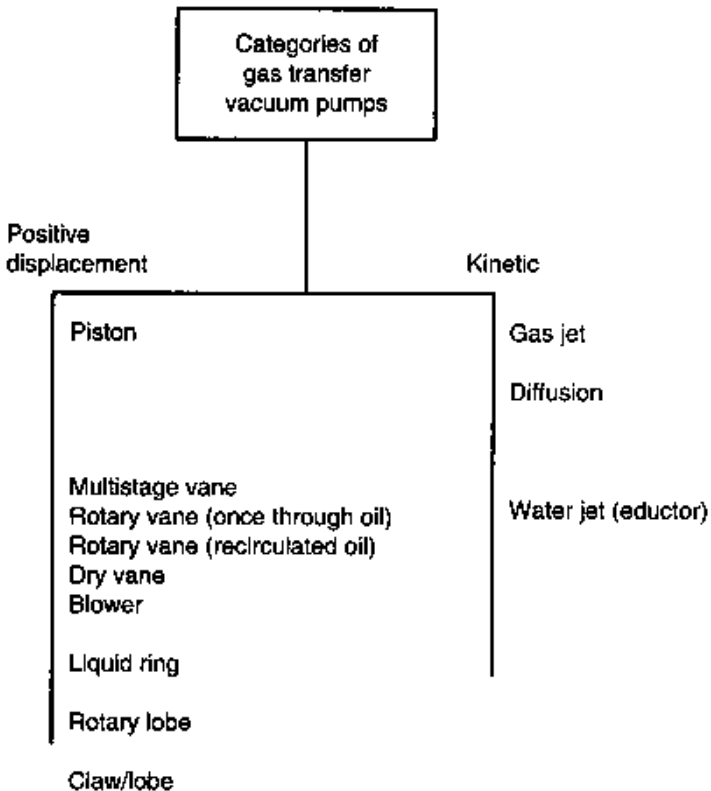 Categories of
gas transfer
vacuum pumps
Positive
displacement
Kinetic
Piston
Multistage vane
Rotary vane (once through oil)
Rotary vane (recirculated oil)
Dry vane
Blower
Liquid ring
Rotary lobe
Claw/lobe
Gas jet
Diffusion
Water jet (eductor)